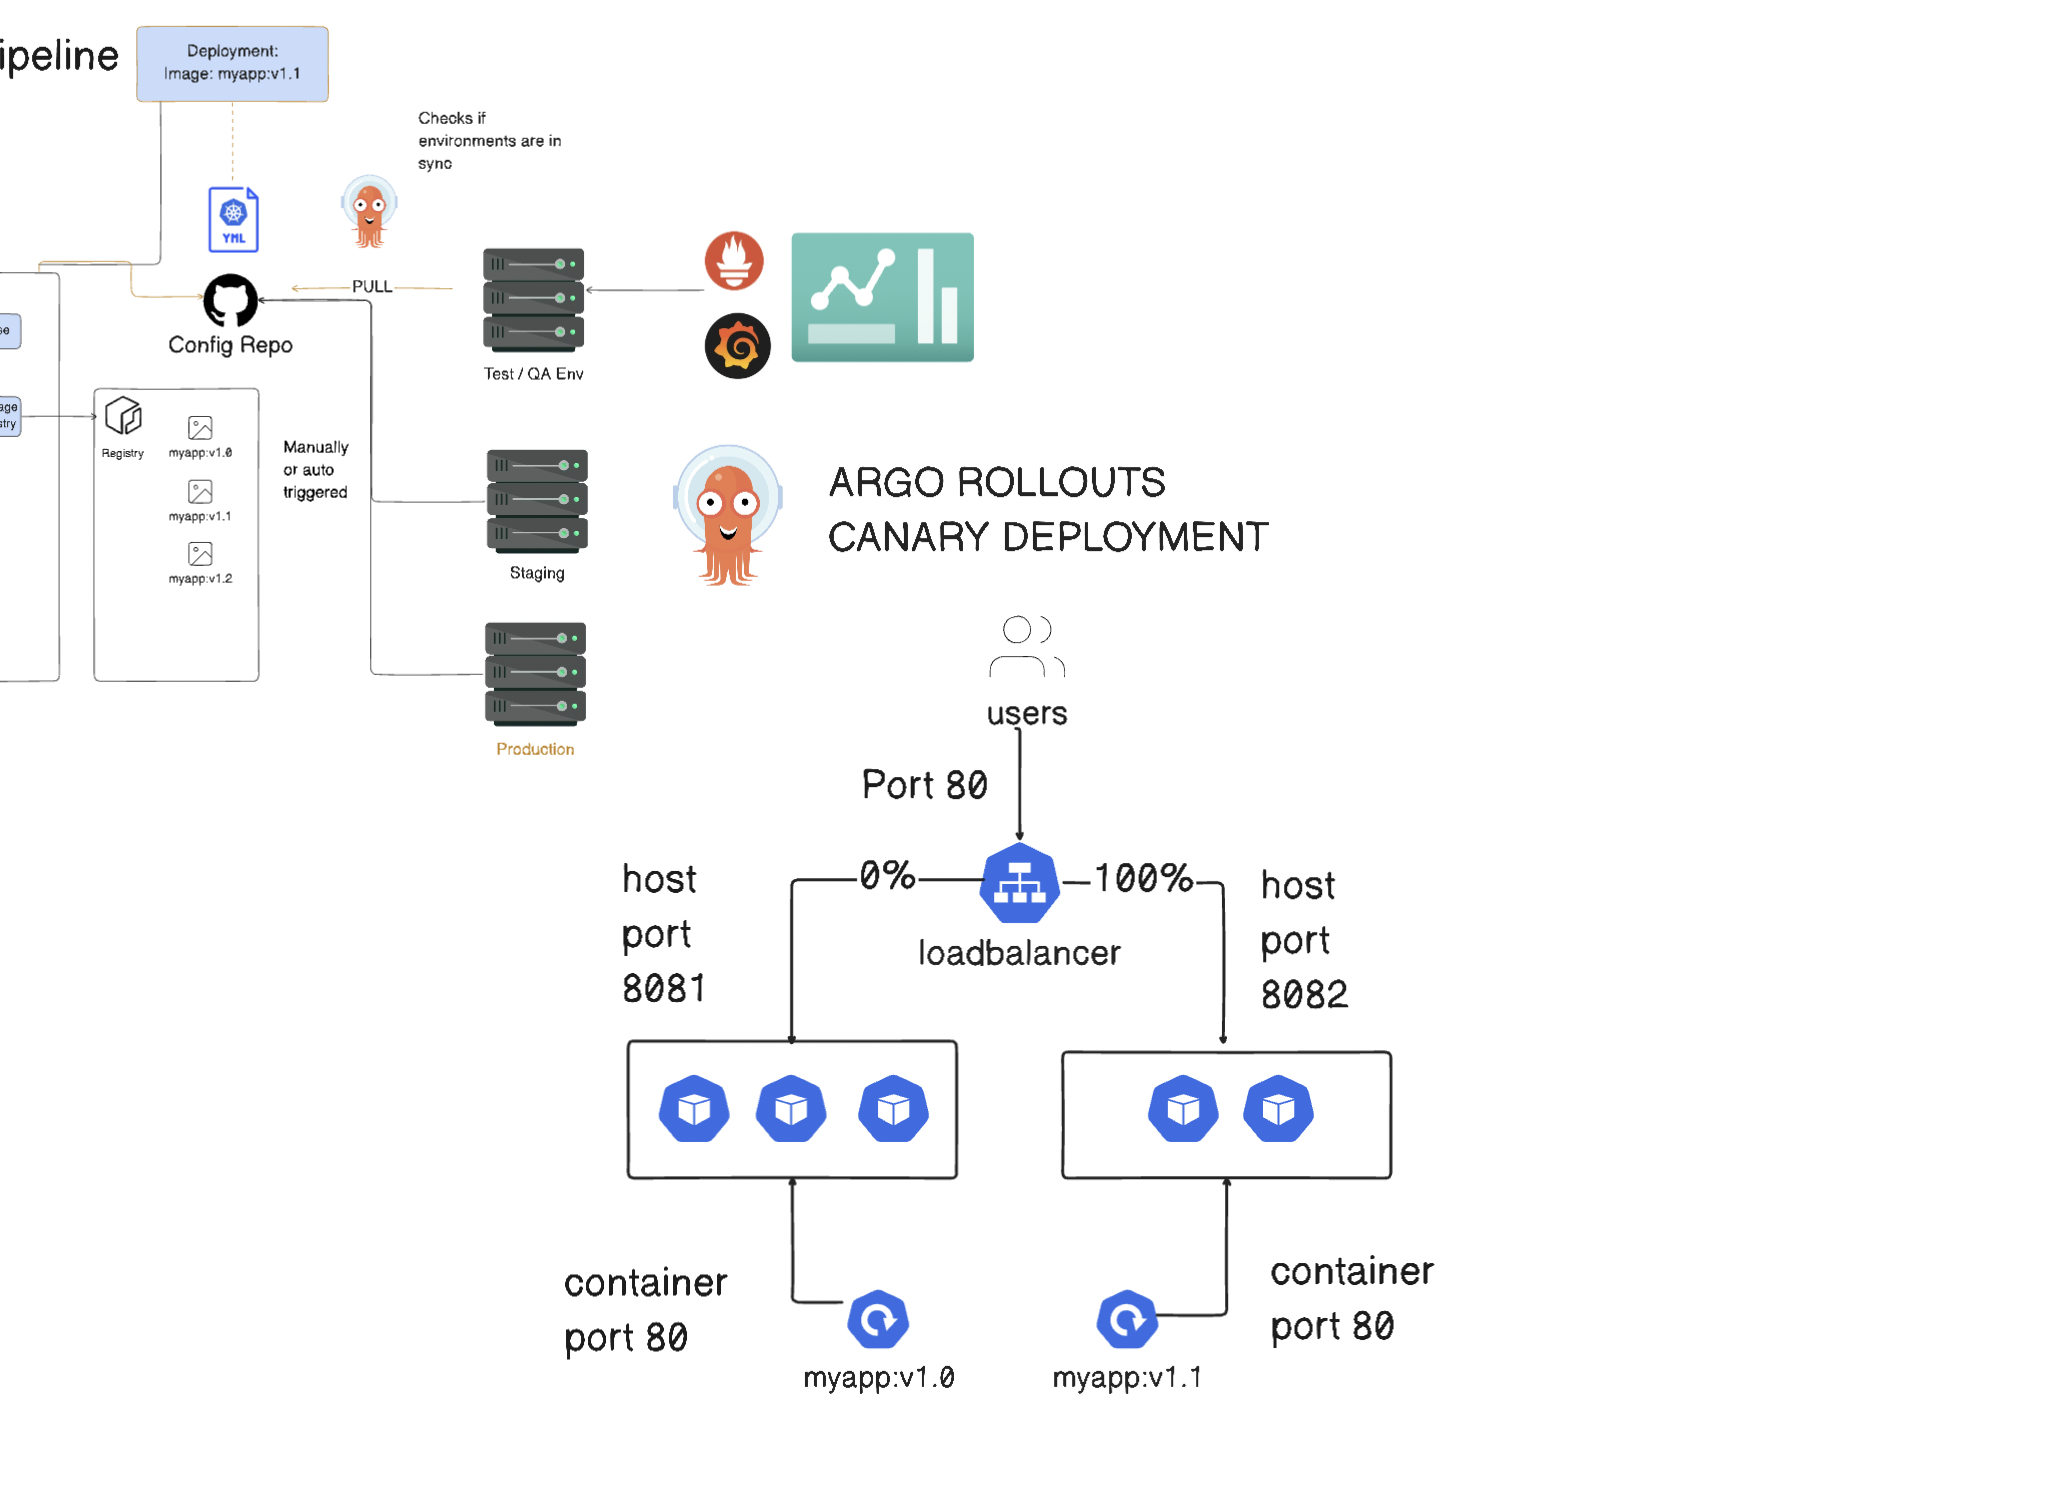 ipeline
Deployment:
Image: myapp:v1.1
Checks if
environments are in
sync
YML
PULL
Config Repo
Test / QA Env
se
age
stry
Registry
myapp:v1.0
myapp:v1.1
myapp:v1.2
Manually
or auto
triggered
Staging
Production
ARGO ROLLOUTS
CANARY DEPLOYMENT
users
Port 80
0%
100%
host
port
8081
loadbalancer
host
port
8082
container
port 80
container
port 80
myapp:v1.0
myapp:v1.1